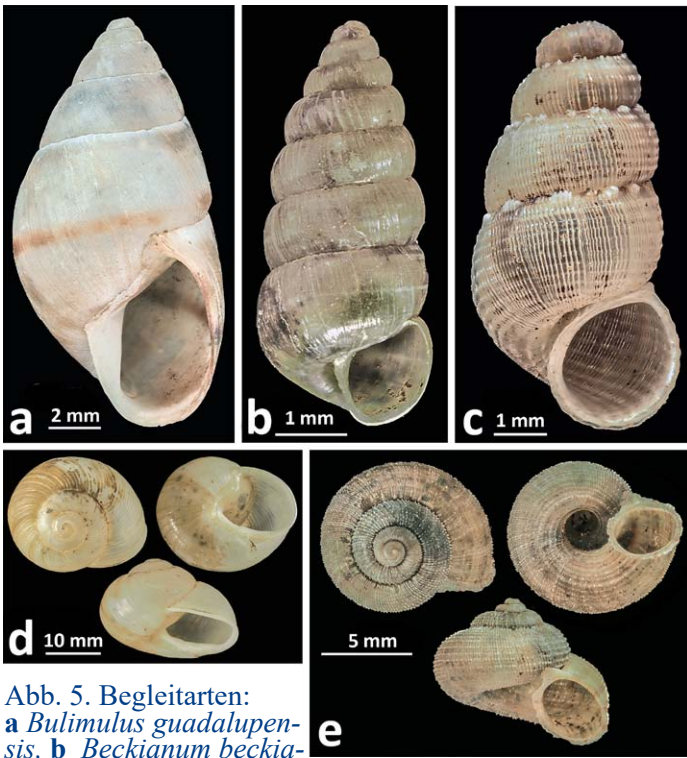 a 2 mm
b 1 mm
c 1 mm
d 10 mm
e 5 mm
Abb. 5. Begleitarten:
a Bulimulus guadalupen-
sis. b Beckianum beckia-